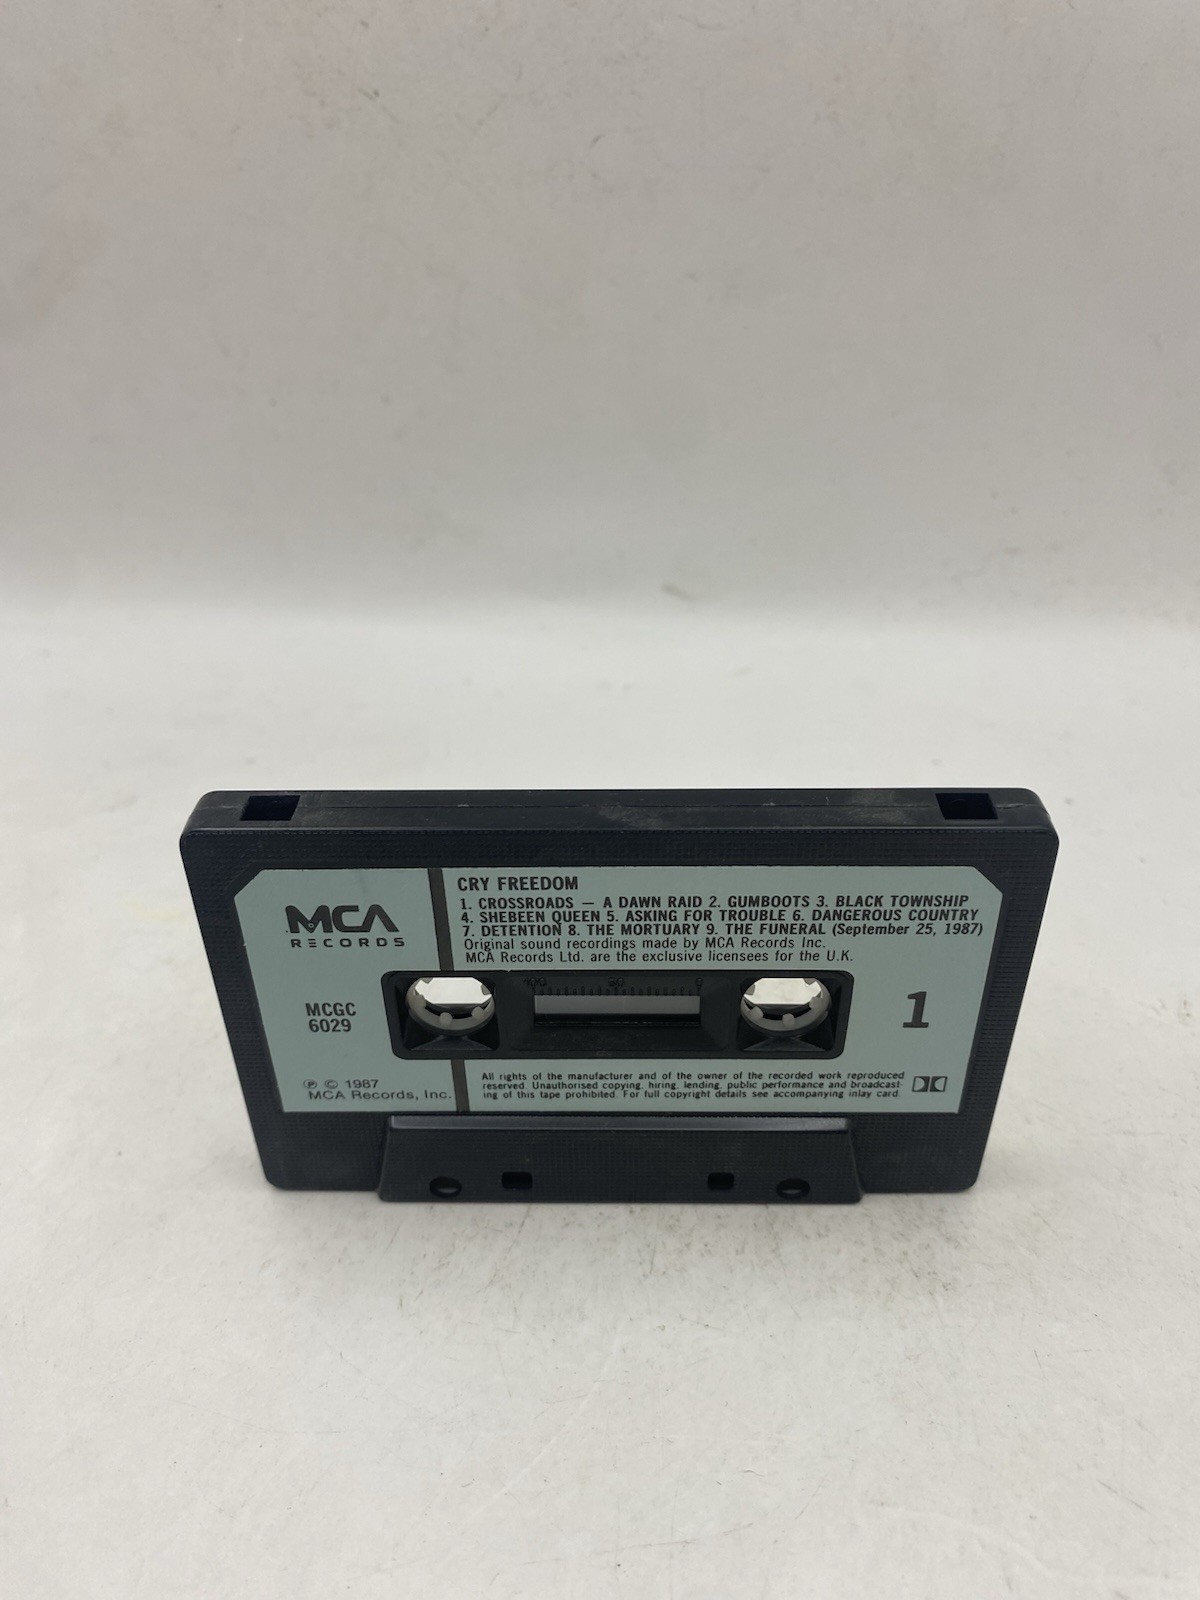 CRY FREEDOM
1. CROSSROADS — A DAWN RAID 2. GUMBOOTS 3. BLACK TOWNSHIP
4. SHEBEEN QUEEN 5. ASKING FOR TROUBLE 6. DANGEROUS COUNTRY
7. DETENTION 8. THE MORTUARY 9. THE FUNERAL (September 25, 1987)
Original sound recordings made by MCA Records Inc.
MCA Records Ltd. are the exclusive licensees for the U.K.
MCA
RECORDS
MCGC
6029
1
100 50 0
℗ © 1987
MCA Records, Inc.
All rights of the manufacturer and of the owner of the recorded work reproduced
reserved. Unauthorised copying, hiring, lending, public performance and broadcast-
ing of this tape prohibited. For full copyright details see accompanying inlay card.